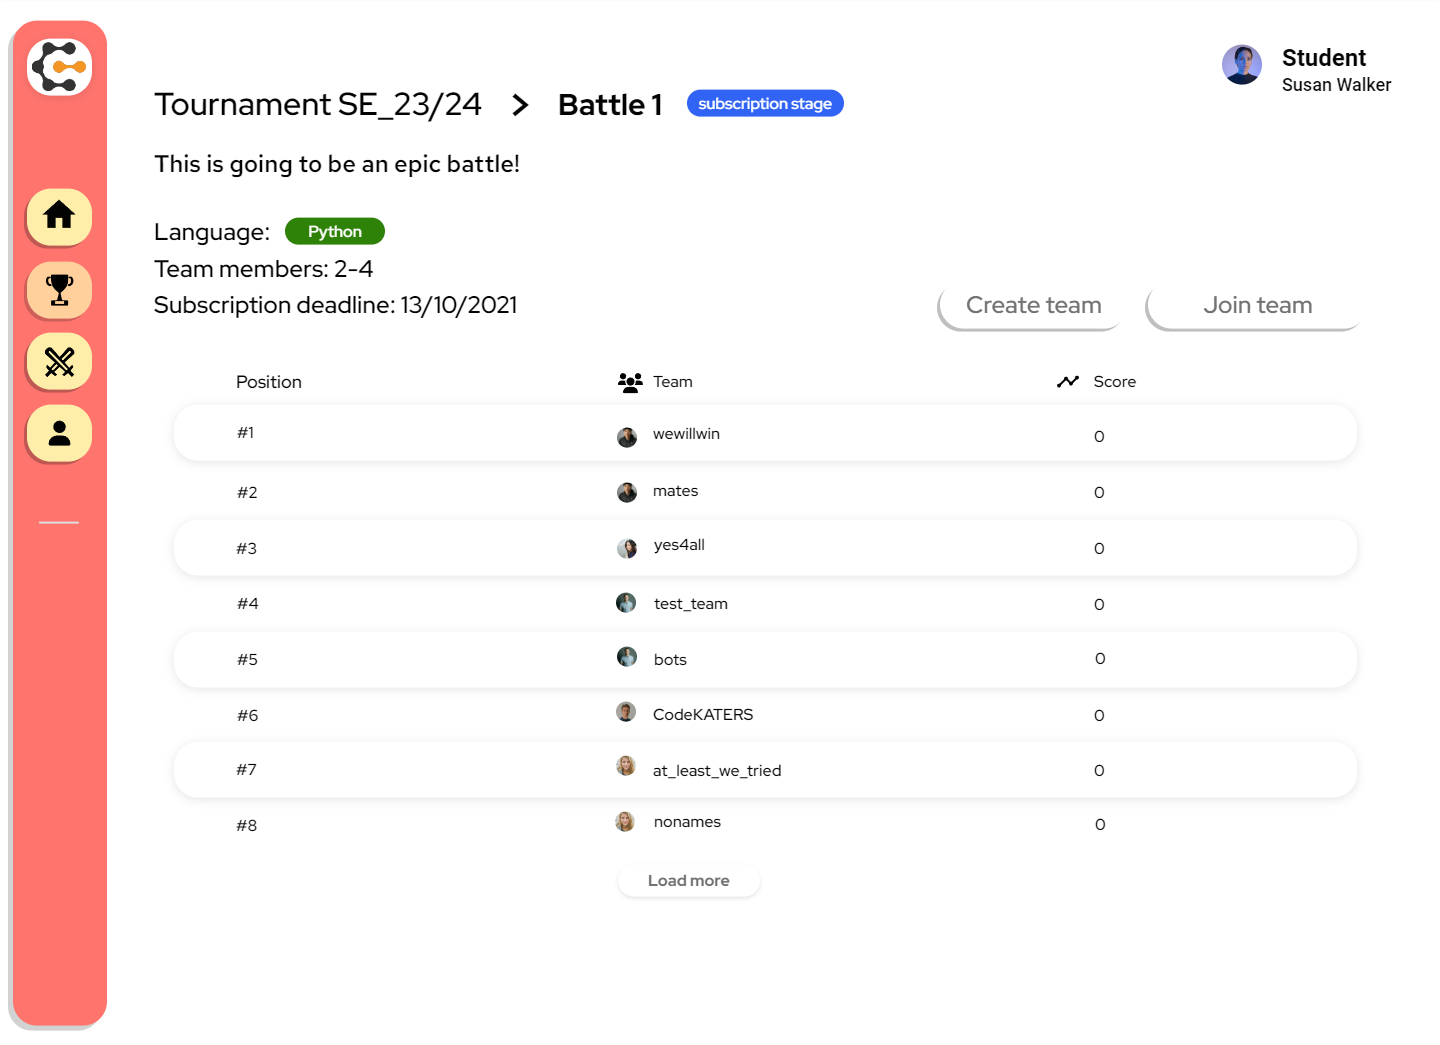 Student
Susan Walker
Tournament SE_23/24 > Battle 1 subscription stage
This is going to be an epic battle!
Language: Python
Team members: 2-4
Subscription deadline: 13/10/2021
Create team Join team
Position Team Score
#1 wewillwin 0
#2 mates 0
#3 yes4all 0
#4 test_team 0
#5 bots 0
#6 CodeKATERS 0
#7 at_least_we_tried 0
#8 nonames 0
Load more